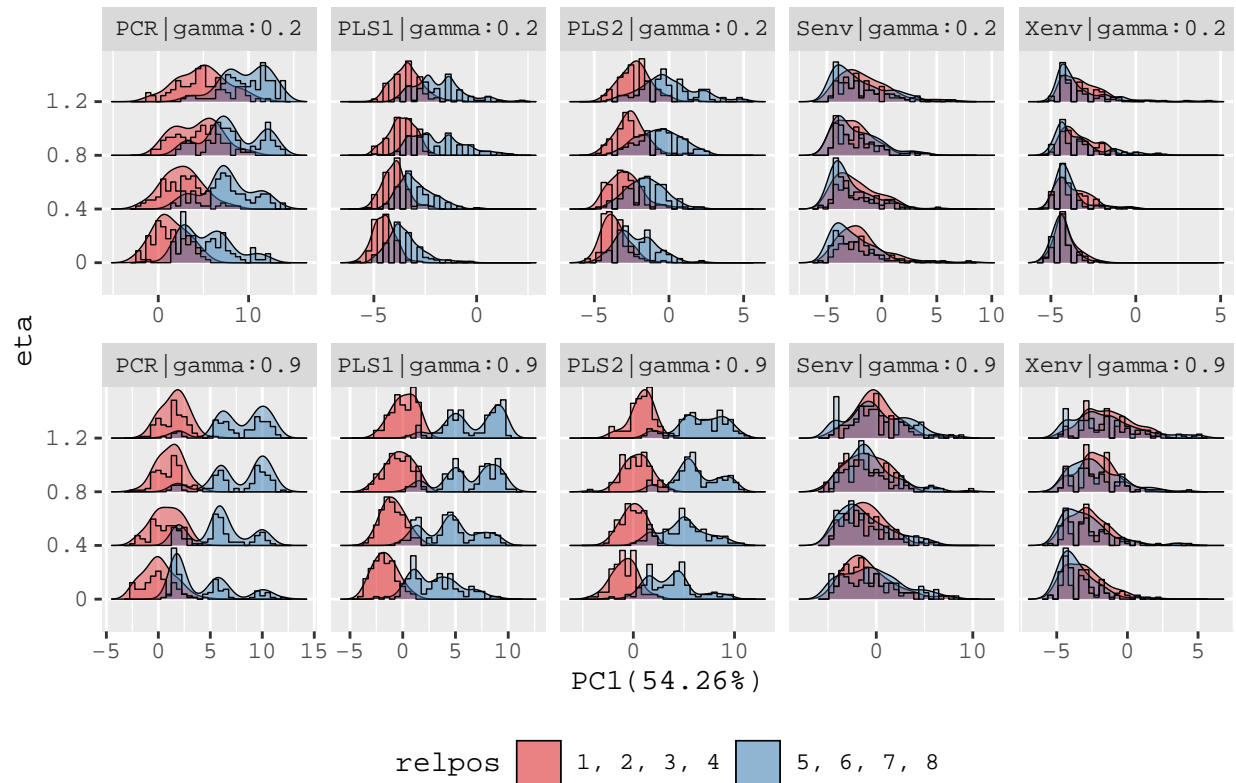 PCR|gamma:0.2 PLS1|gamma:0.2 PLS2|gamma:0.2 Senv|gamma:0.2 Xenv|gamma:0.2
1.2
0.8
0.4
0
0 10 −5 0 −5 0 5 −5 0 5 10 −5 0 5
eta
PCR|gamma:0.9 PLS1|gamma:0.9 PLS2|gamma:0.9 Senv|gamma:0.9 Xenv|gamma:0.9
1.2
0.8
0.4
0
−5 0 5 10 15 −5 0 5 10 0 10 0 10 −5 0 5
PC1(54.26%)
relpos 1, 2, 3, 4 5, 6, 7, 8